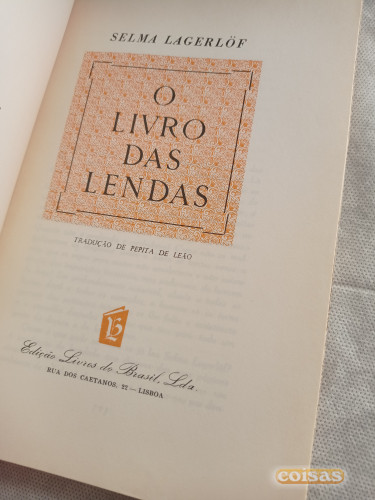 SELMA LAGERLÖF
O
LIVRO
DAS
LENDAS
TRADUÇÃO DE PEPITA DE LEÃO
Edição Livros do Brasil, Lda.
RUA DOS CAETANOS, 22 — LISBOA
coisas